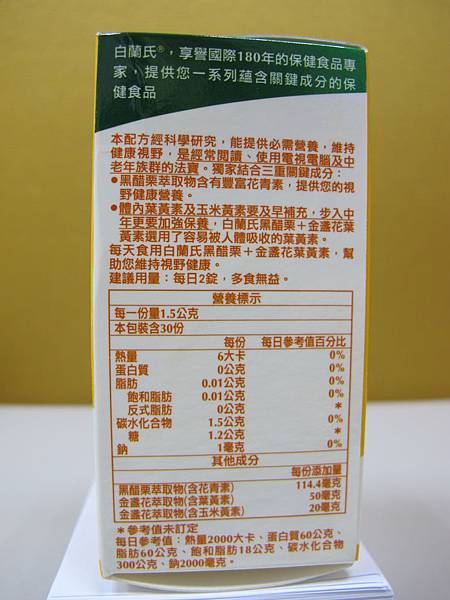 白蘭氏®，享譽國際180年的保健食品專
家，提供您一系列蘊含關鍵成分的保
健食品
本配方經科學研究，能提供必需營養，維持
健康視野，是經常閱讀、使用電視電腦及中
老年族群的法寶。獨家結合三重關鍵成分：
●黑醋栗萃取物含有豐富花青素，提供您的視
野健康營養。
●體內葉黃素及玉米黃素要及早補充，步入中
年更要加強保養，白蘭氏黑醋栗＋金盞花葉
黃素選用了容易被人體吸收的葉黃素。
每天食用白蘭氏黑醋栗＋金盞花葉黃素，幫
助您維持視野健康。
建議用量：每日2錠，多食無益。
營養標示
每一份量1.5公克
本包裝含30份
每份 每日參考值百分比
熱量 6大卡 0%
蛋白質 0公克 0%
脂肪 0.01公克 0%
飽和脂肪 0.01公克 0%
反式脂肪 0公克 *
碳水化合物 1.5公克 0%
糖 1.2公克 *
鈉 1毫克 0%
其他成分
每份添加量
黑醋栗萃取物(含花青素) 114.4毫克
金盞花萃取物(含葉黃素) 50毫克
金盞花萃取物(含玉米黃素) 20毫克
＊參考值未訂定
每日參考值：熱量2000大卡、蛋白質60公克、
脂肪60公克、飽和脂肪18公克、碳水化合物
300公克、鈉2000毫克。